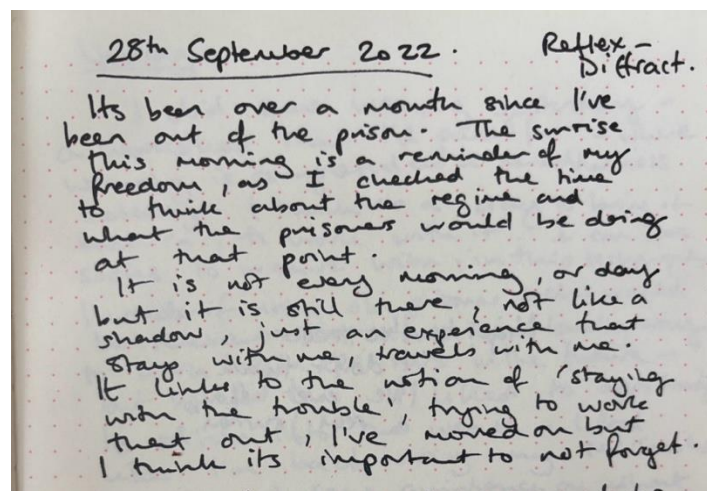 28th September 2022.
Reflex-
Diffract.
Its been over a month since I've
been out of the prison. The sunrise
this morning is a reminder of my
freedom, as I checked the time
to think about the regime and
what the prisoners would be doing
at that point.
It is not every morning, or day
but it is still there, not like a
shadow, just an experience that
stays with me, travels with me.
It links to the notion of 'staying
with the trouble', trying to work
that out, I've moved on but
I think its important to not forget.